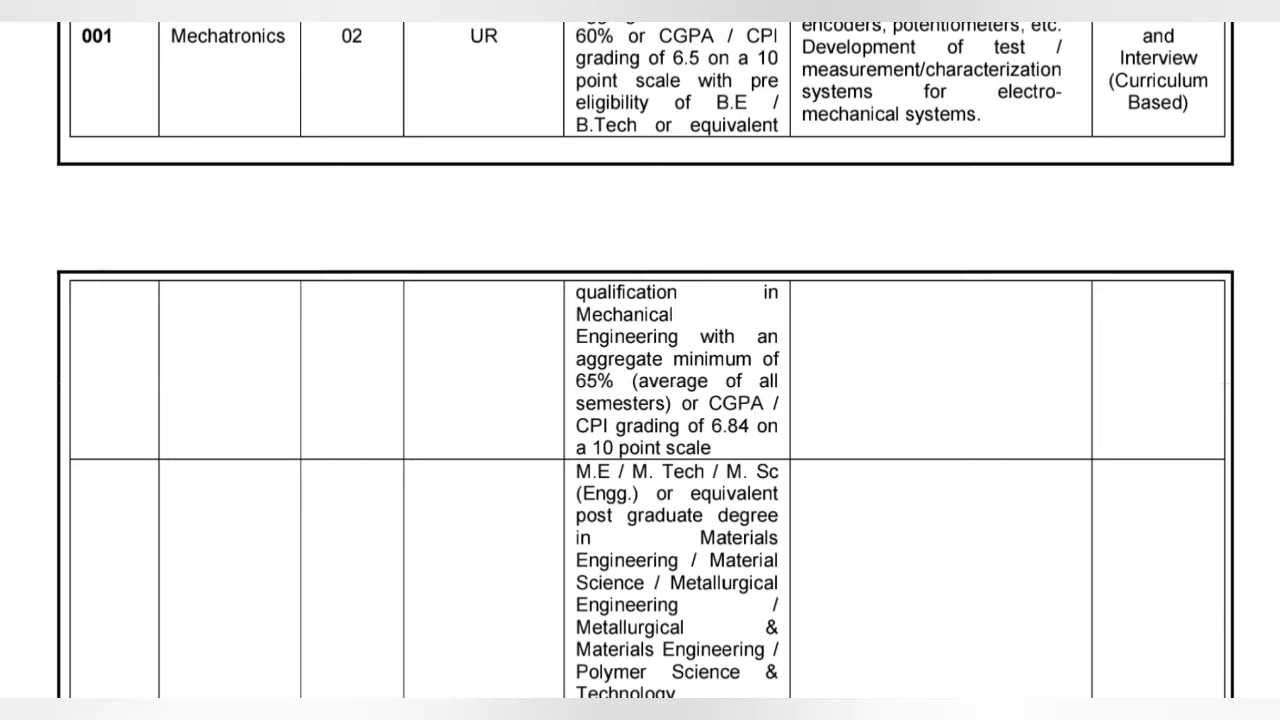 001
Mechatronics
02
UR
60% or CGPA / CPI
grading of 6.5 on a 10
point scale with pre
eligibility of B.E /
B.Tech or equivalent
encoders, potentiometers, etc.
Development of test /
measurement/characterization
systems for electro-
mechanical systems.
and
Interview
(Curriculum
Based)
qualification in
Mechanical
Engineering with an
aggregate minimum of
65% (average of all
semesters) or CGPA /
CPI grading of 6.84 on
a 10 point scale
M.E / M. Tech / M. Sc
(Engg.) or equivalent
post graduate degree
in Materials
Engineering / Material
Science / Metallurgical
Engineering /
Metallurgical &
Materials Engineering /
Polymer Science &
Technology